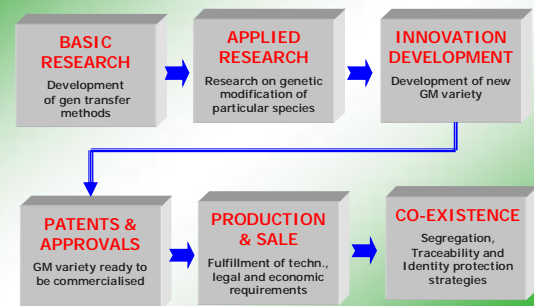 BASIC
RESEARCH
Development
of gen transfer
methods
APPLIED
RESEARCH
Research on genetic
modification of
particular species
INNOVATION
DEVELOPMENT
Development of new
GM variety
PATENTS &
APPROVALS
GM variety ready to
be commercialised
PRODUCTION
& SALE
Fulfillment of techn.,
legal and economic
requirements
CO-EXISTENCE
Segregation,
Traceability and
Identity protection
strategies